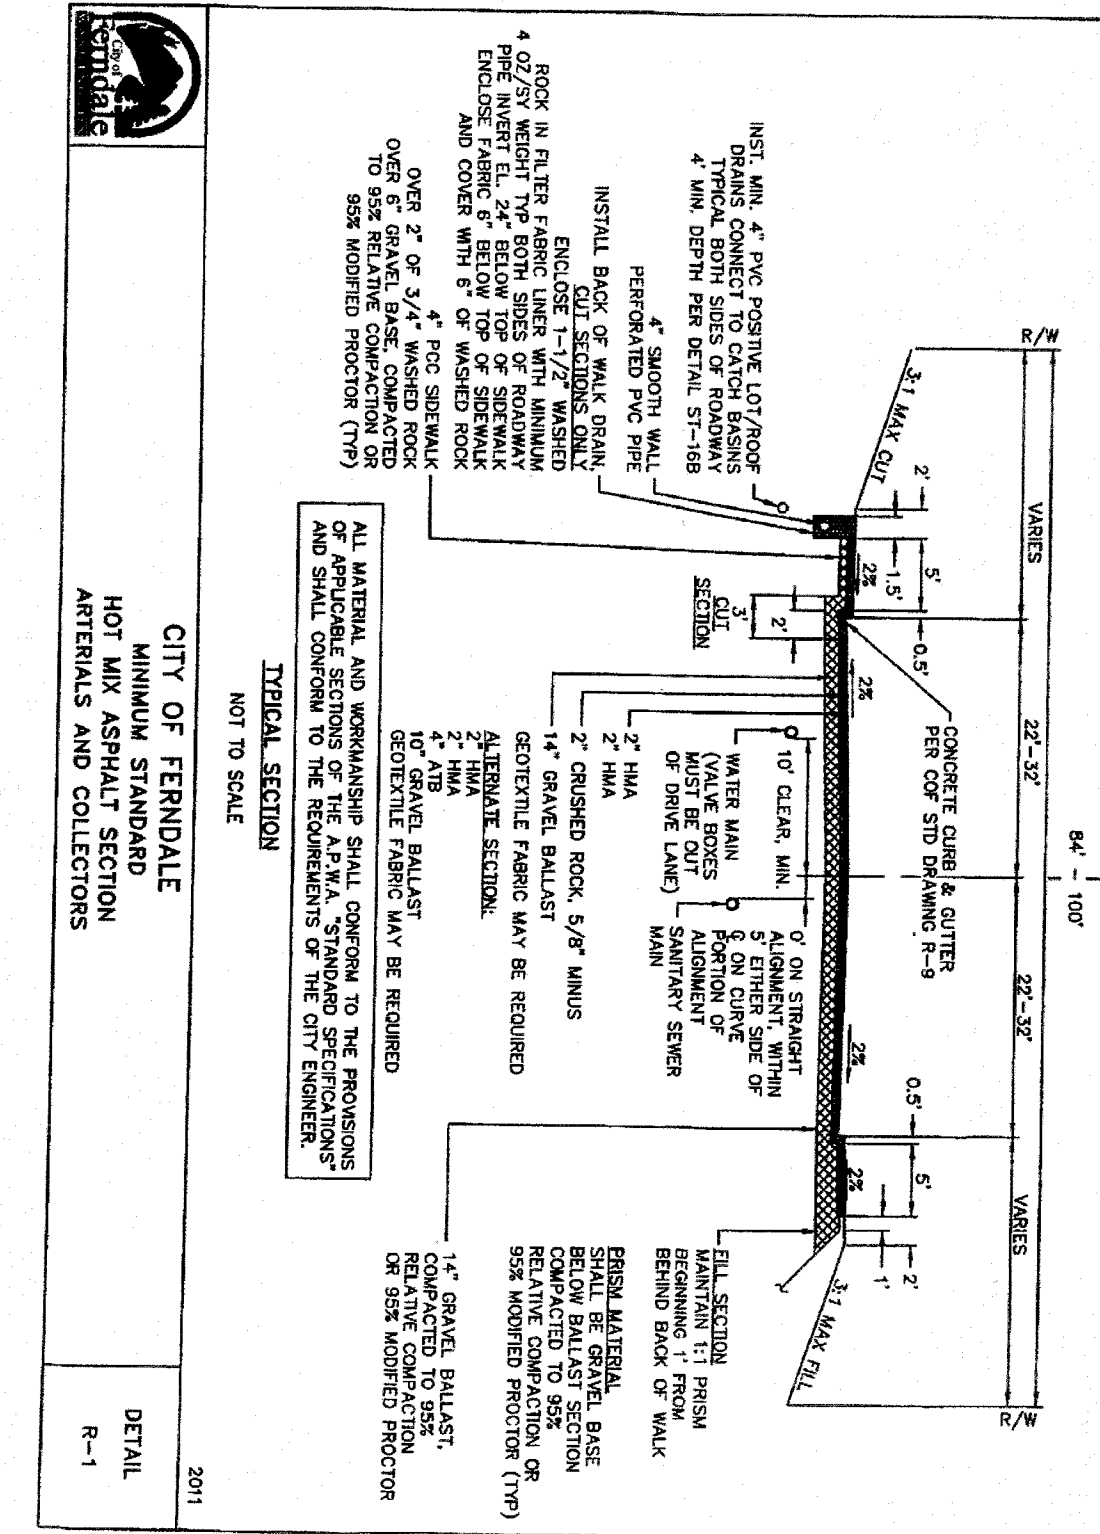 84' - 100'
R/W
VARIES
22'-32'
22'-32'
VARIES
R/W
3:1 MAX CUT
2'
5'
1.5'
2%
0.5'
CONCRETE CURB & GUTTER
PER COF STD DRAWING R-9
2%
2%
0.5'
5'
2%
2'
1'
3:1 MAX FILL
2'
3'
CUT
SECTION
INST. MIN. 4" PVC POSITIVE LOT/ROOF
DRAINS CONNECT TO CATCH BASINS
TYPICAL BOTH SIDES OF ROADWAY
4' MIN. DEPTH PER DETAIL ST-16B
4" SMOOTH WALL
PERFORATED PVC PIPE
INSTALL BACK OF WALK DRAIN,
CUT SECTIONS ONLY
ENCLOSE 1-1/2" WASHED
ROCK IN FILTER FABRIC LINER WITH MINIMUM
4 OZ/SY WEIGHT TYP BOTH SIDES OF ROADWAY
PIPE INVERT EL. 24" BELOW TOP OF SIDEWALK
ENCLOSE FABRIC 6" BELOW TOP OF SIDEWALK
AND COVER WITH 6" OF WASHED ROCK
4" PCC SIDEWALK
OVER 2" OF 3/4" WASHED ROCK
OVER 6" GRAVEL BASE, COMPACTED
TO 95% RELATIVE COMPACTION OR
95% MODIFIED PROCTOR (TYP)
10' CLEAR, MIN.
WATER MAIN
(VALVE BOXES
MUST BE OUT
OF DRIVE LANE)
0' ON STRAIGHT
ALIGNMENT, WITHIN
5' EITHER SIDE OF
℄ ON CURVE
PORTION OF
ALIGNMENT
SANITARY SEWER
MAIN
2" HMA
2" HMA
2" CRUSHED ROCK, 5/8" MINUS
14" GRAVEL BALLAST
GEOTEXTILE FABRIC MAY BE REQUIRED
ALTERNATE SECTION:
2" HMA
2" HMA
4" ATB
10" GRAVEL BALLAST
GEOTEXTILE FABRIC MAY BE REQUIRED
FILL SECTION
MAINTAIN 1:1 PRISM
BEGINNING 1' FROM
BEHIND BACK OF WALK
PRISM MATERIAL
SHALL BE GRAVEL BASE
BELOW BALLAST SECTION
COMPACTED TO 95%
RELATIVE COMPACTION OR
95% MODIFIED PROCTOR (TYP)
14" GRAVEL BALLAST,
COMPACTED TO 95%
RELATIVE COMPACTION
OR 95% MODIFIED PROCTOR
ALL MATERIAL AND WORKMANSHIP SHALL CONFORM TO THE PROVISIONS
OF APPLICABLE SECTIONS OF THE A.P.W.A. "STANDARD SPECIFICATIONS"
AND SHALL CONFORM TO THE REQUIREMENTS OF THE CITY ENGINEER.
TYPICAL SECTION
NOT TO SCALE
2011
City of
Ferndale
CITY OF FERNDALE
MINIMUM STANDARD
HOT MIX ASPHALT SECTION
ARTERIALS AND COLLECTORS
DETAIL
R-1